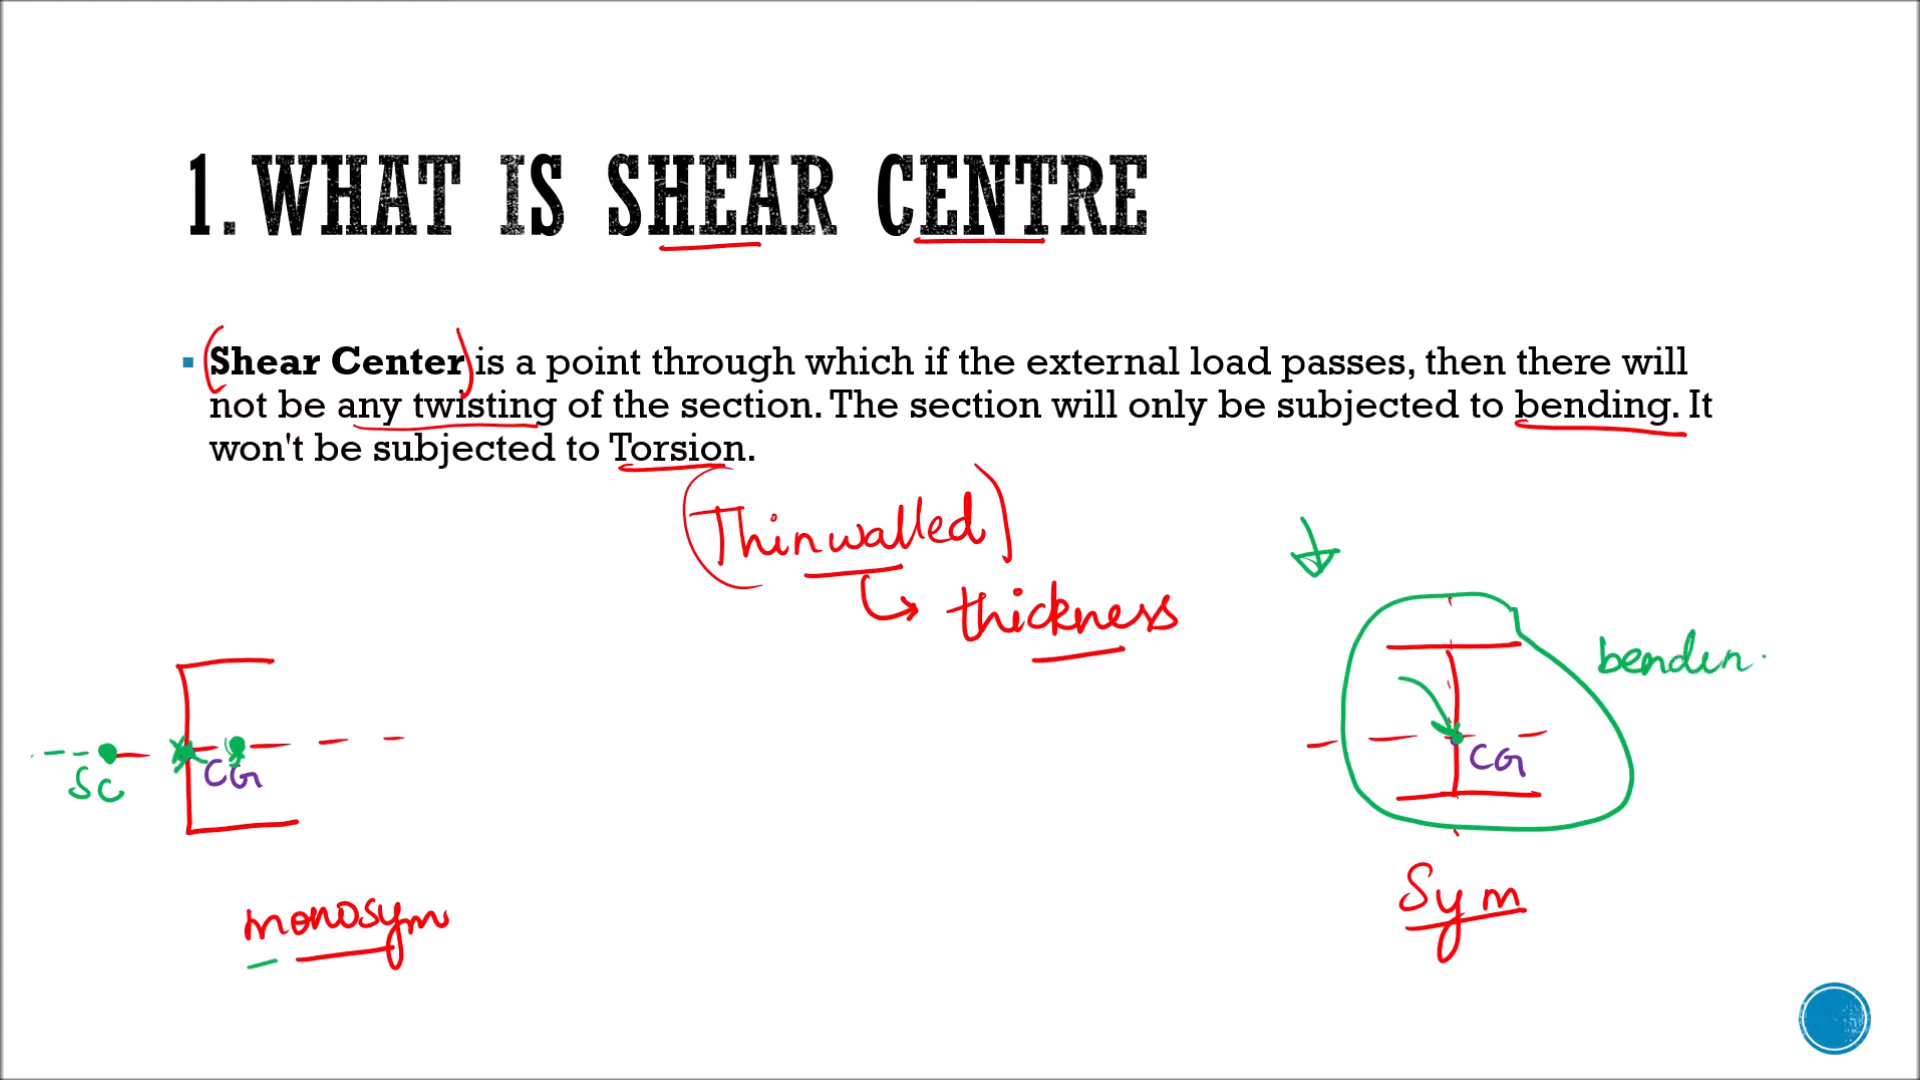 1. WHAT IS SHEAR CENTRE
▪ Shear Center is a point through which if the external load passes, then there will
not be any twisting of the section. The section will only be subjected to bending. It
won't be subjected to Torsion.
(Thinwalled)
thickness
bendin.
SC
CG
CG
Sym
monosym